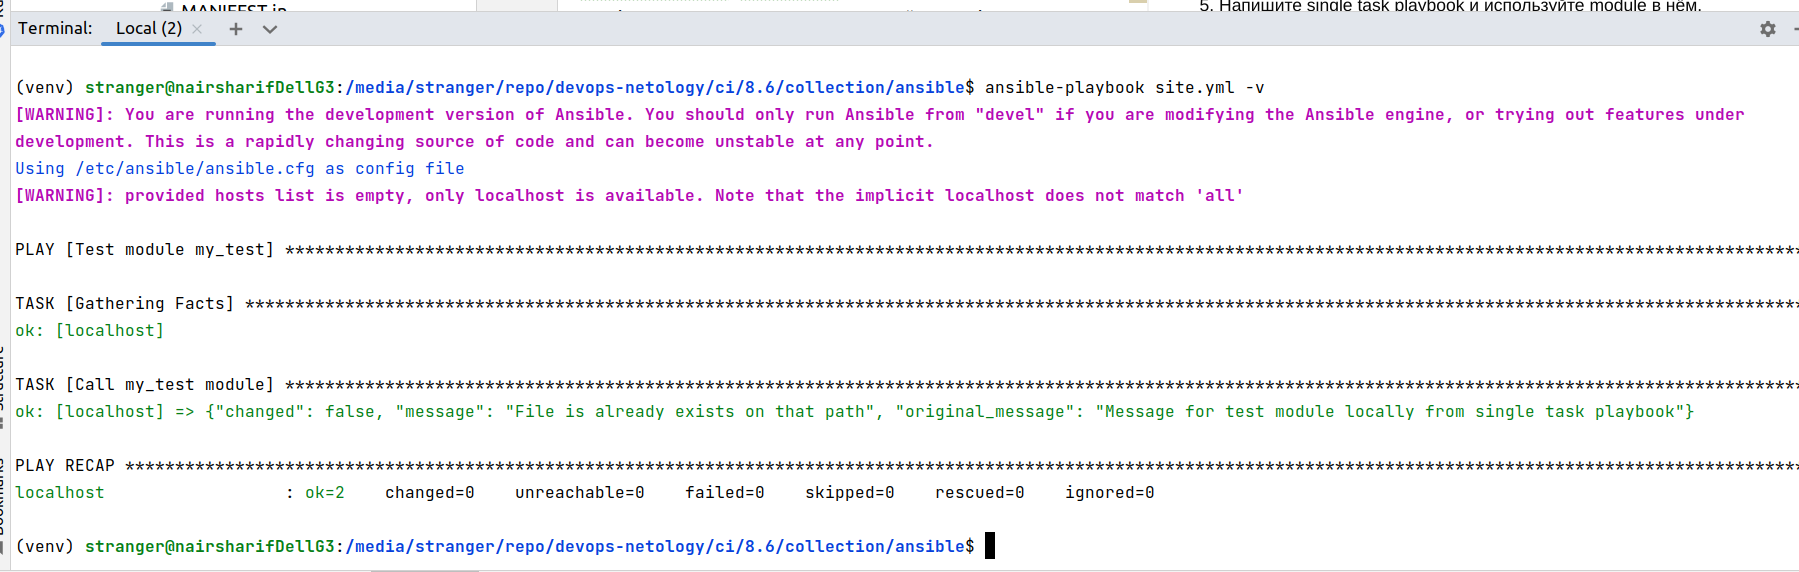 MANIFEST.in
5. Напишите single task playbook и используйте module в нём.
Terminal: Local (2)
(venv) stranger@nairsharifDellG3:/media/stranger/repo/devops-netology/ci/8.6/collection/ansible$ ansible-playbook site.yml -v
[WARNING]: You are running the development version of Ansible. You should only run Ansible from "devel" if you are modifying the Ansible engine, or trying out features under
development. This is a rapidly changing source of code and can become unstable at any point.
Using /etc/ansible/ansible.cfg as config file
[WARNING]: provided hosts list is empty, only localhost is available. Note that the implicit localhost does not match 'all'
PLAY [Test module my_test] ********************************************************************************************************************************************************
TASK [Gathering Facts] ************************************************************************************************************************************************************
ok: [localhost]
TASK [Call my_test module] ********************************************************************************************************************************************************
ok: [localhost] => {"changed": false, "message": "File is already exists on that path", "original_message": "Message for test module locally from single task playbook"}
PLAY RECAP ************************************************************************************************************************************************************************
localhost                  : ok=2    changed=0    unreachable=0    failed=0    skipped=0    rescued=0    ignored=0
(venv) stranger@nairsharifDellG3:/media/stranger/repo/devops-netology/ci/8.6/collection/ansible$
Structure
Bookmarks